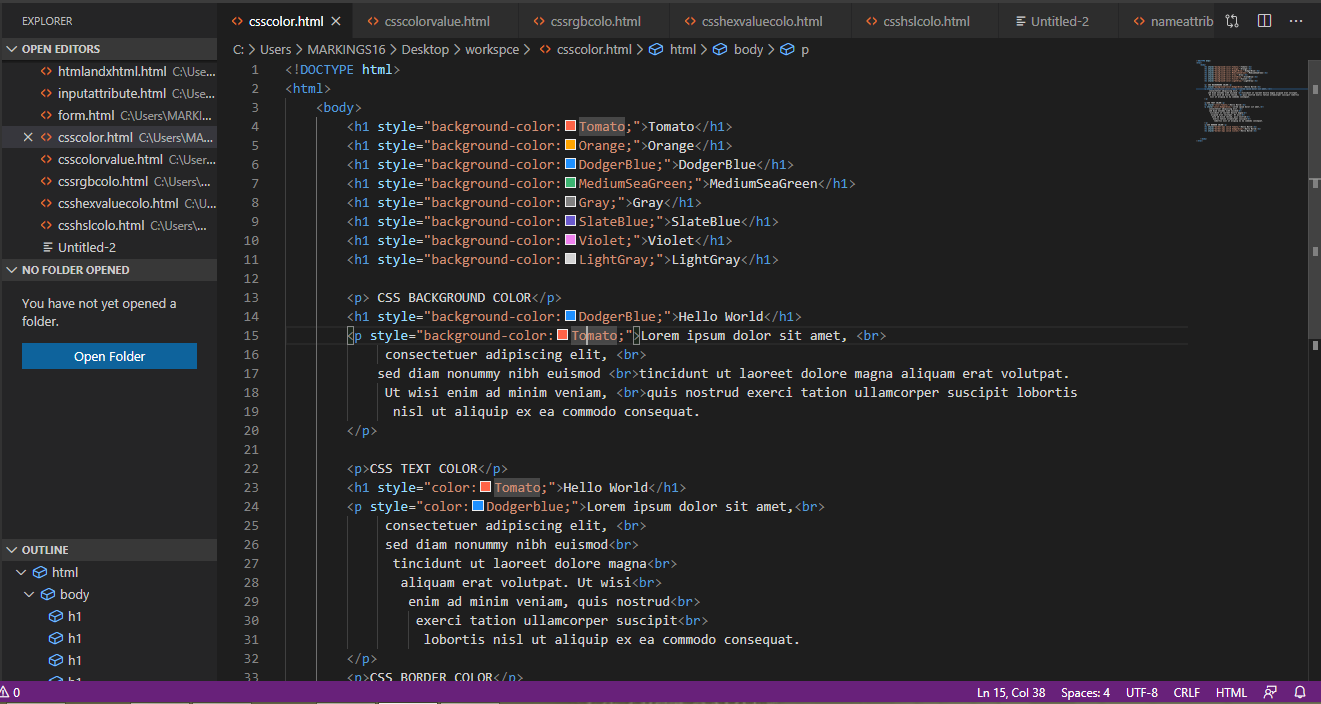 EXPLORER
OPEN EDITORS
htmlandxhtml.html C:\Use...
inputattribute.html C:\Us...
form.html C:\Users\MARKI...
csscolor.html C:\Users\MA...
csscolorvalue.html C:\User...
cssrgbcolo.html C:\Users\...
csshexvaluecolo.html C:\U...
csshslcolo.html C:\Users\...
Untitled-2
NO FOLDER OPENED
You have not yet opened a
folder.
Open Folder
OUTLINE
html
body
h1
h1
h1
h1
csscolor.html csscolorvalue.html cssrgbcolo.html csshexvaluecolo.html csshslcolo.html Untitled-2 nameattrib
C: > Users > MARKINGS16 > Desktop > workspce > csscolor.html > html > body > p
1 <!DOCTYPE html>
2 <html>
3 <body>
4 <h1 style="background-color:Tomato;">Tomato</h1>
5 <h1 style="background-color:Orange;">Orange</h1>
6 <h1 style="background-color:DodgerBlue;">DodgerBlue</h1>
7 <h1 style="background-color:MediumSeaGreen;">MediumSeaGreen</h1>
8 <h1 style="background-color:Gray;">Gray</h1>
9 <h1 style="background-color:SlateBlue;">SlateBlue</h1>
10 <h1 style="background-color:Violet;">Violet</h1>
11 <h1 style="background-color:LightGray;">LightGray</h1>
12
13 <p> CSS BACKGROUND COLOR</p>
14 <h1 style="background-color:DodgerBlue;">Hello World</h1>
15 <p style="background-color:Tomato;">Lorem ipsum dolor sit amet, <br>
16 consectetuer adipiscing elit, <br>
17 sed diam nonummy nibh euismod <br>tincidunt ut laoreet dolore magna aliquam erat volutpat.
18 Ut wisi enim ad minim veniam, <br>quis nostrud exerci tation ullamcorper suscipit lobortis
19 nisl ut aliquip ex ea commodo consequat.
20 </p>
21
22 <p>CSS TEXT COLOR</p>
23 <h1 style="color:Tomato;">Hello World</h1>
24 <p style="color:Dodgerblue;">Lorem ipsum dolor sit amet,<br>
25 consectetuer adipiscing elit, <br>
26 sed diam nonummy nibh euismod<br>
27 tincidunt ut laoreet dolore magna<br>
28 aliquam erat volutpat. Ut wisi<br>
29 enim ad minim veniam, quis nostrud<br>
30 exerci tation ullamcorper suscipit<br>
31 lobortis nisl ut aliquip ex ea commodo consequat.
32 </p>
33 <p>CSS BORDER COLOR</p>
0 Ln 15, Col 38 Spaces: 4 UTF-8 CRLF HTML